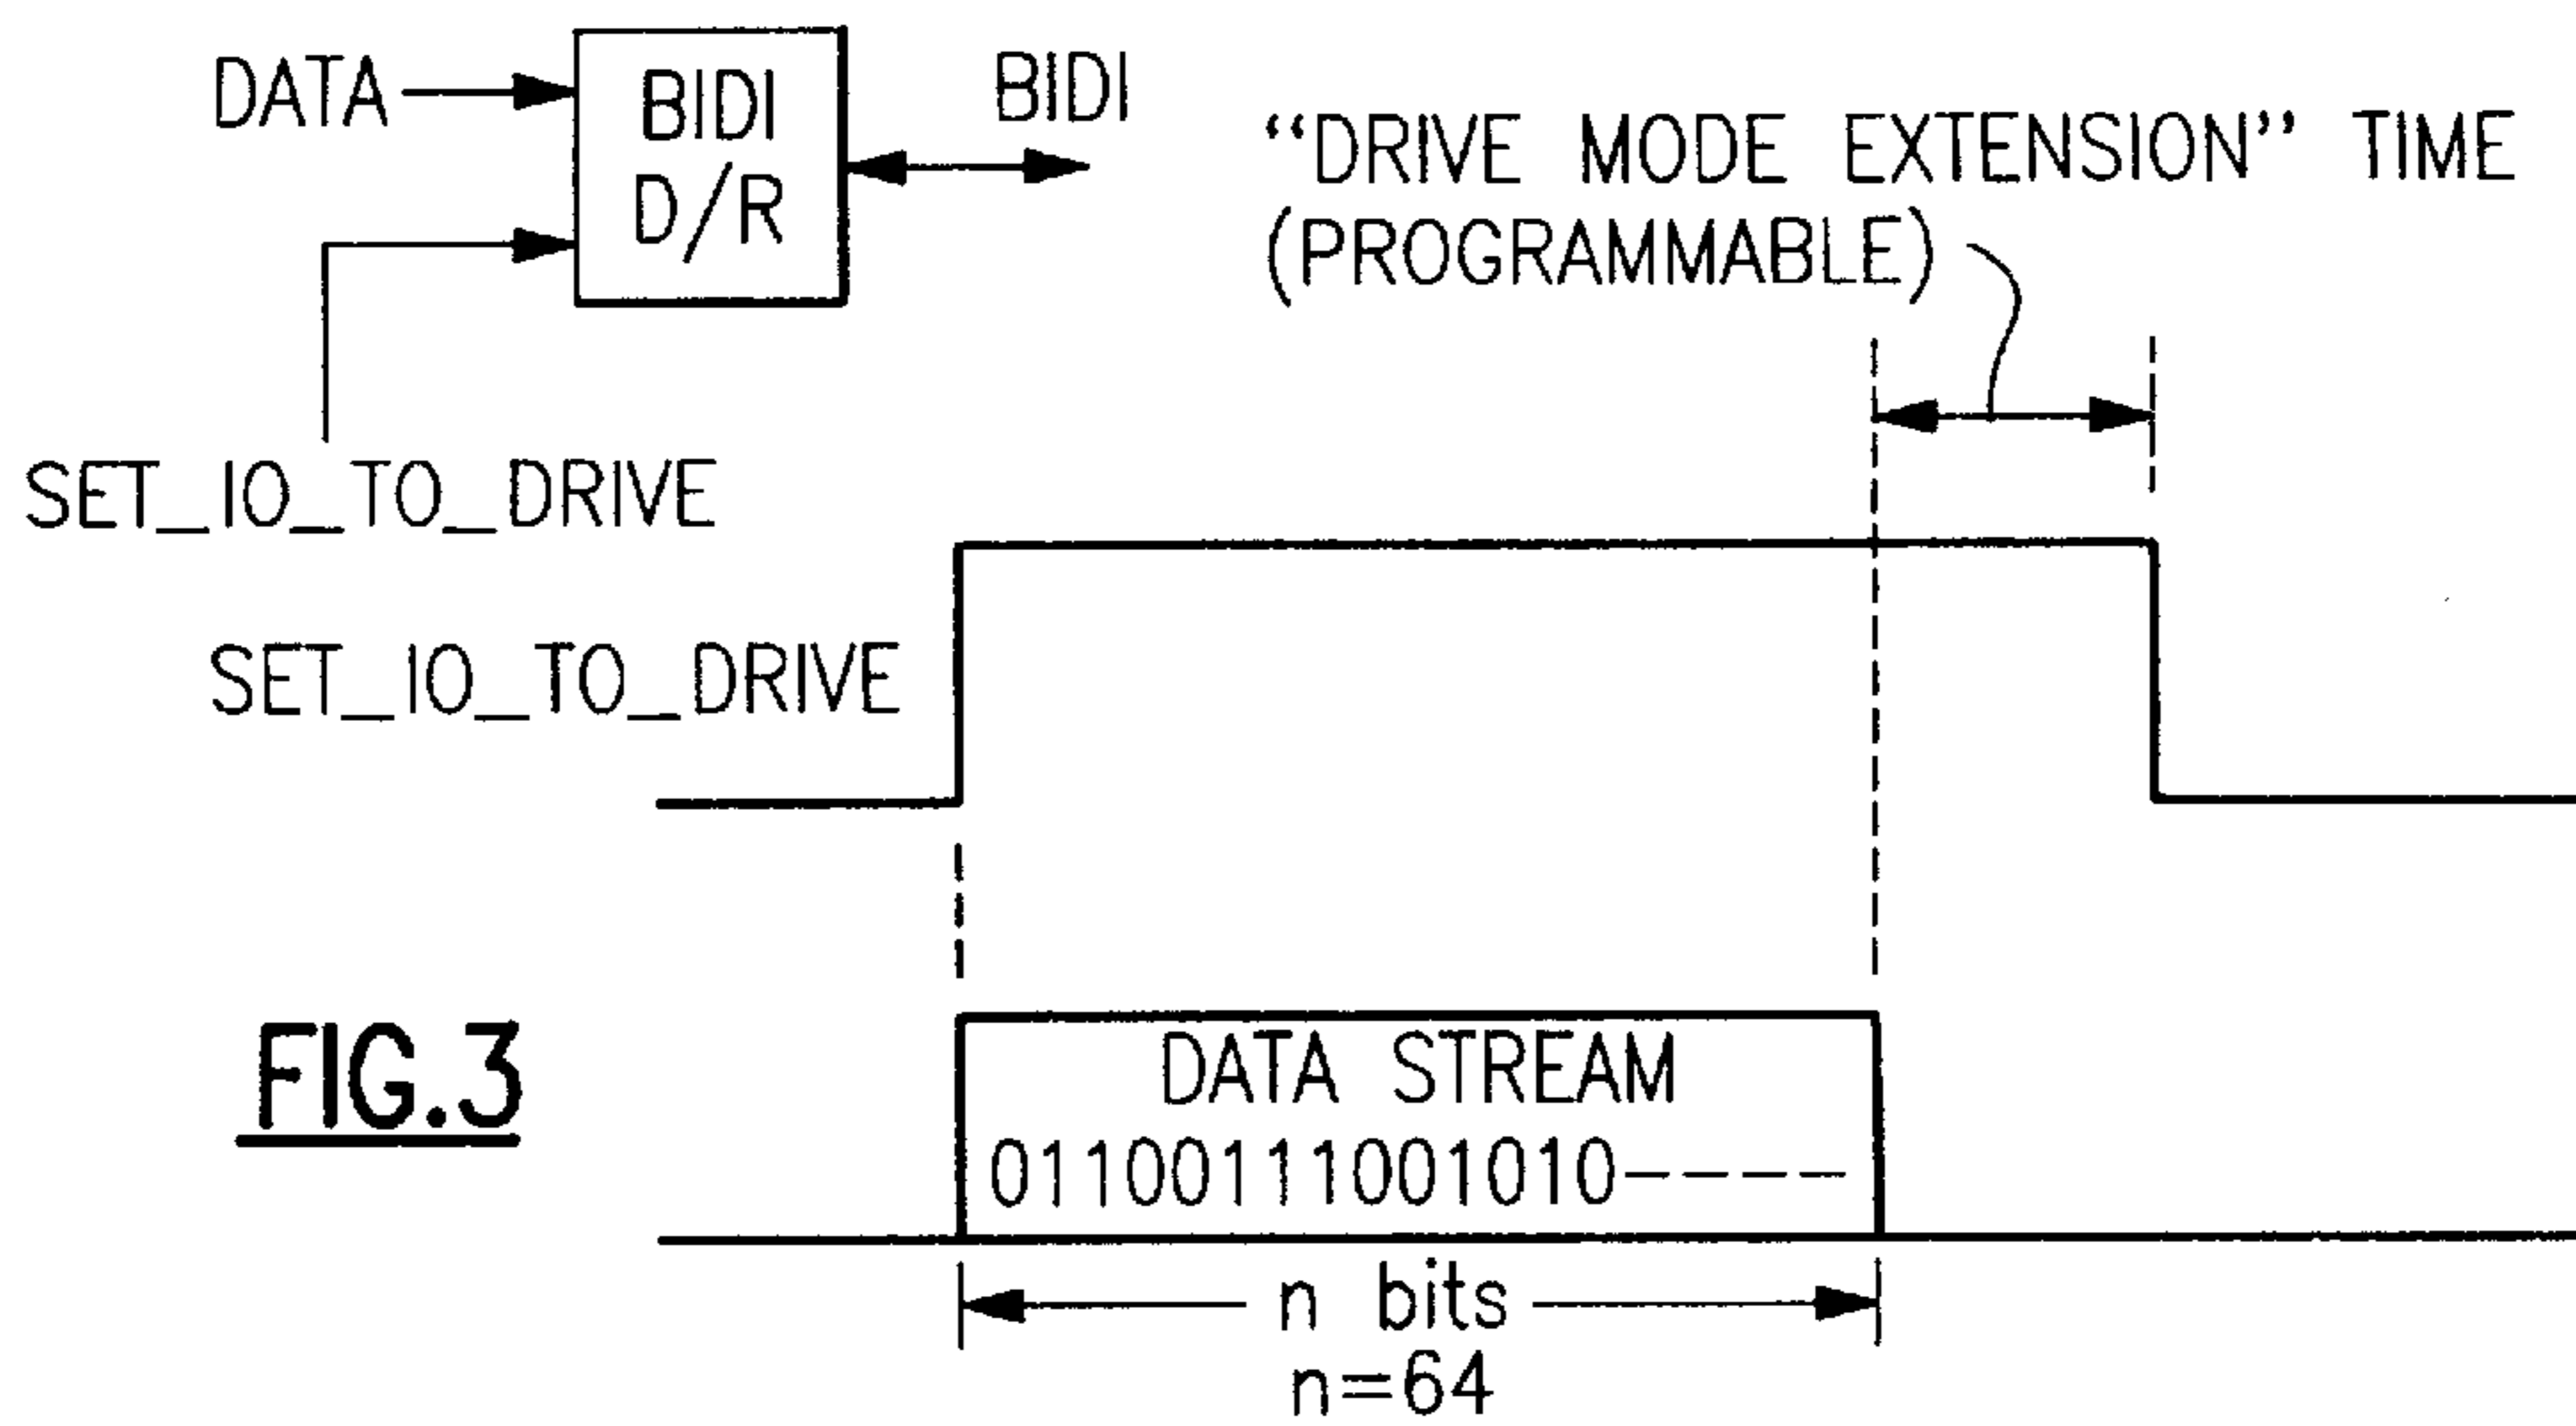 DATA
BIDI
D/R
BIDI
“DRIVE MODE EXTENSION” TIME
(PROGRAMMABLE)
SET_IO_TO_DRIVE
SET_IO_TO_DRIVE
FIG.3
DATA STREAM
01100111001010----
n bits
n=64